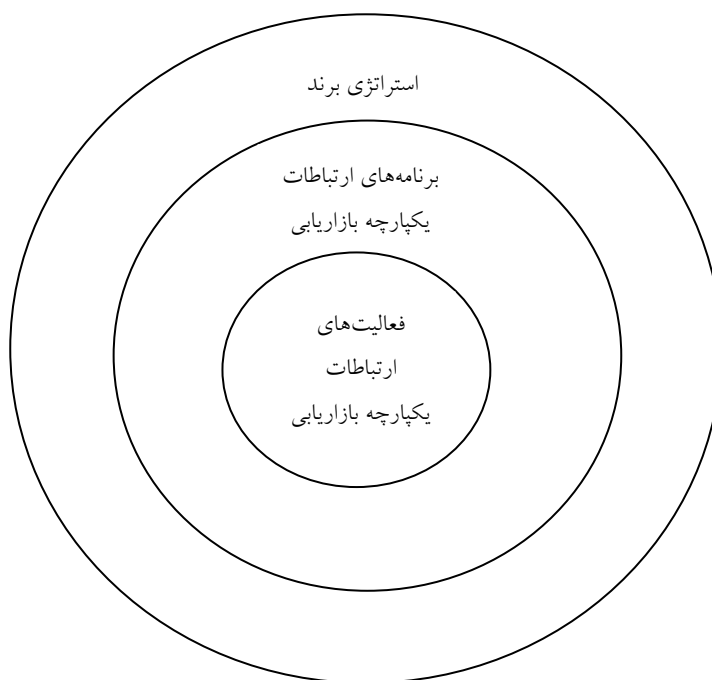 استراتژی برند
برنامه‌های ارتباطات
یکپارچه بازاریابی
فعالیت‌های
ارتباطات
یکپارچه بازاریابی